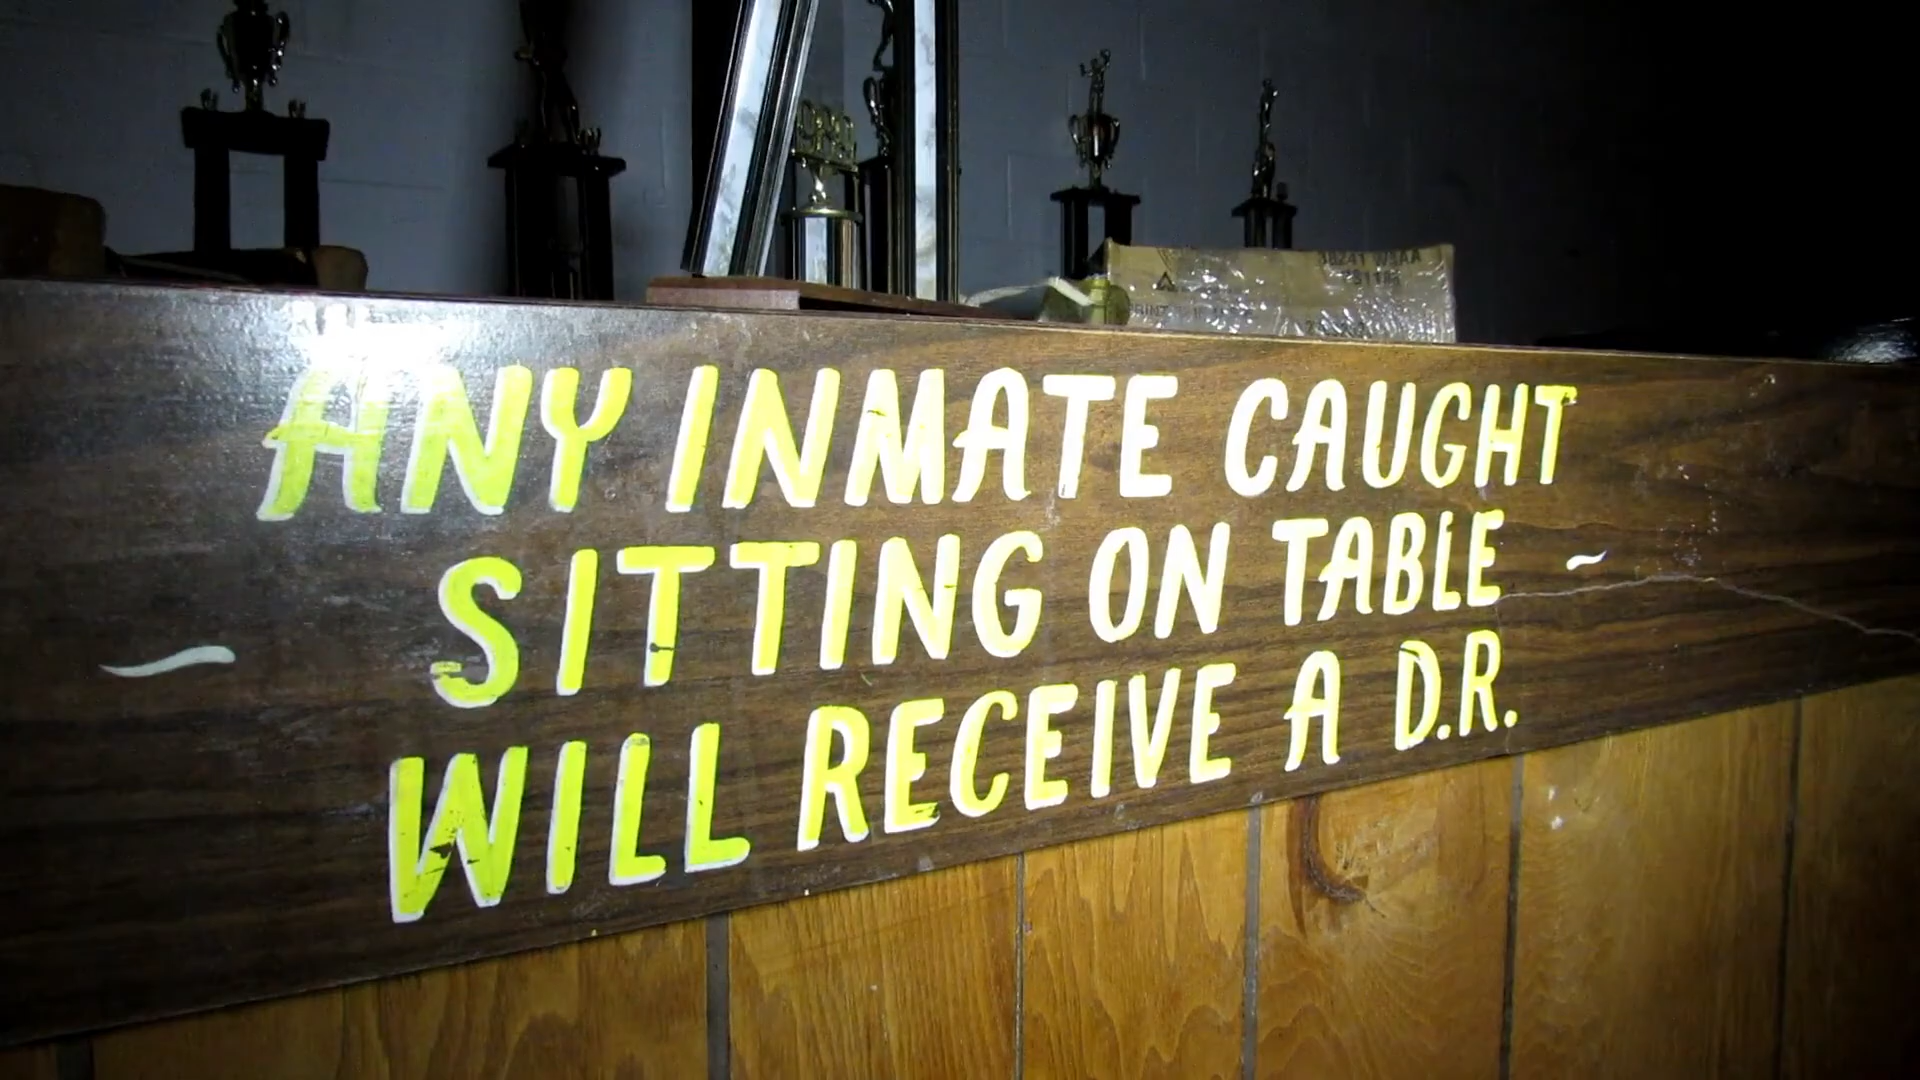 ANY INMATE CAUGHT
SITTING ON TABLE
WILL RECEIVE A D.R.